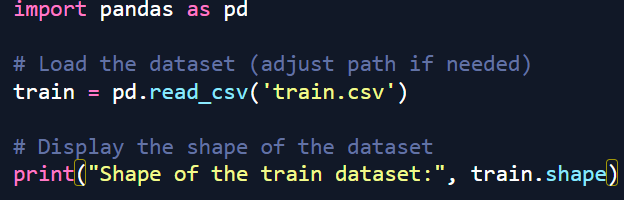 import pandas as pd
# Load the dataset (adjust path if needed)
train = pd.read_csv('train.csv')
# Display the shape of the dataset
print("Shape of the train dataset:", train.shape)